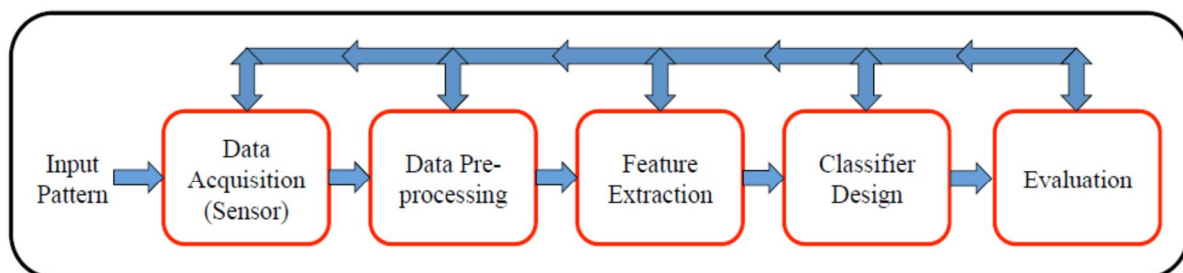 Input
Pattern
Data
Acquisition
(Sensor)
Data Pre-
processing
Feature
Extraction
Classifier
Design
Evaluation